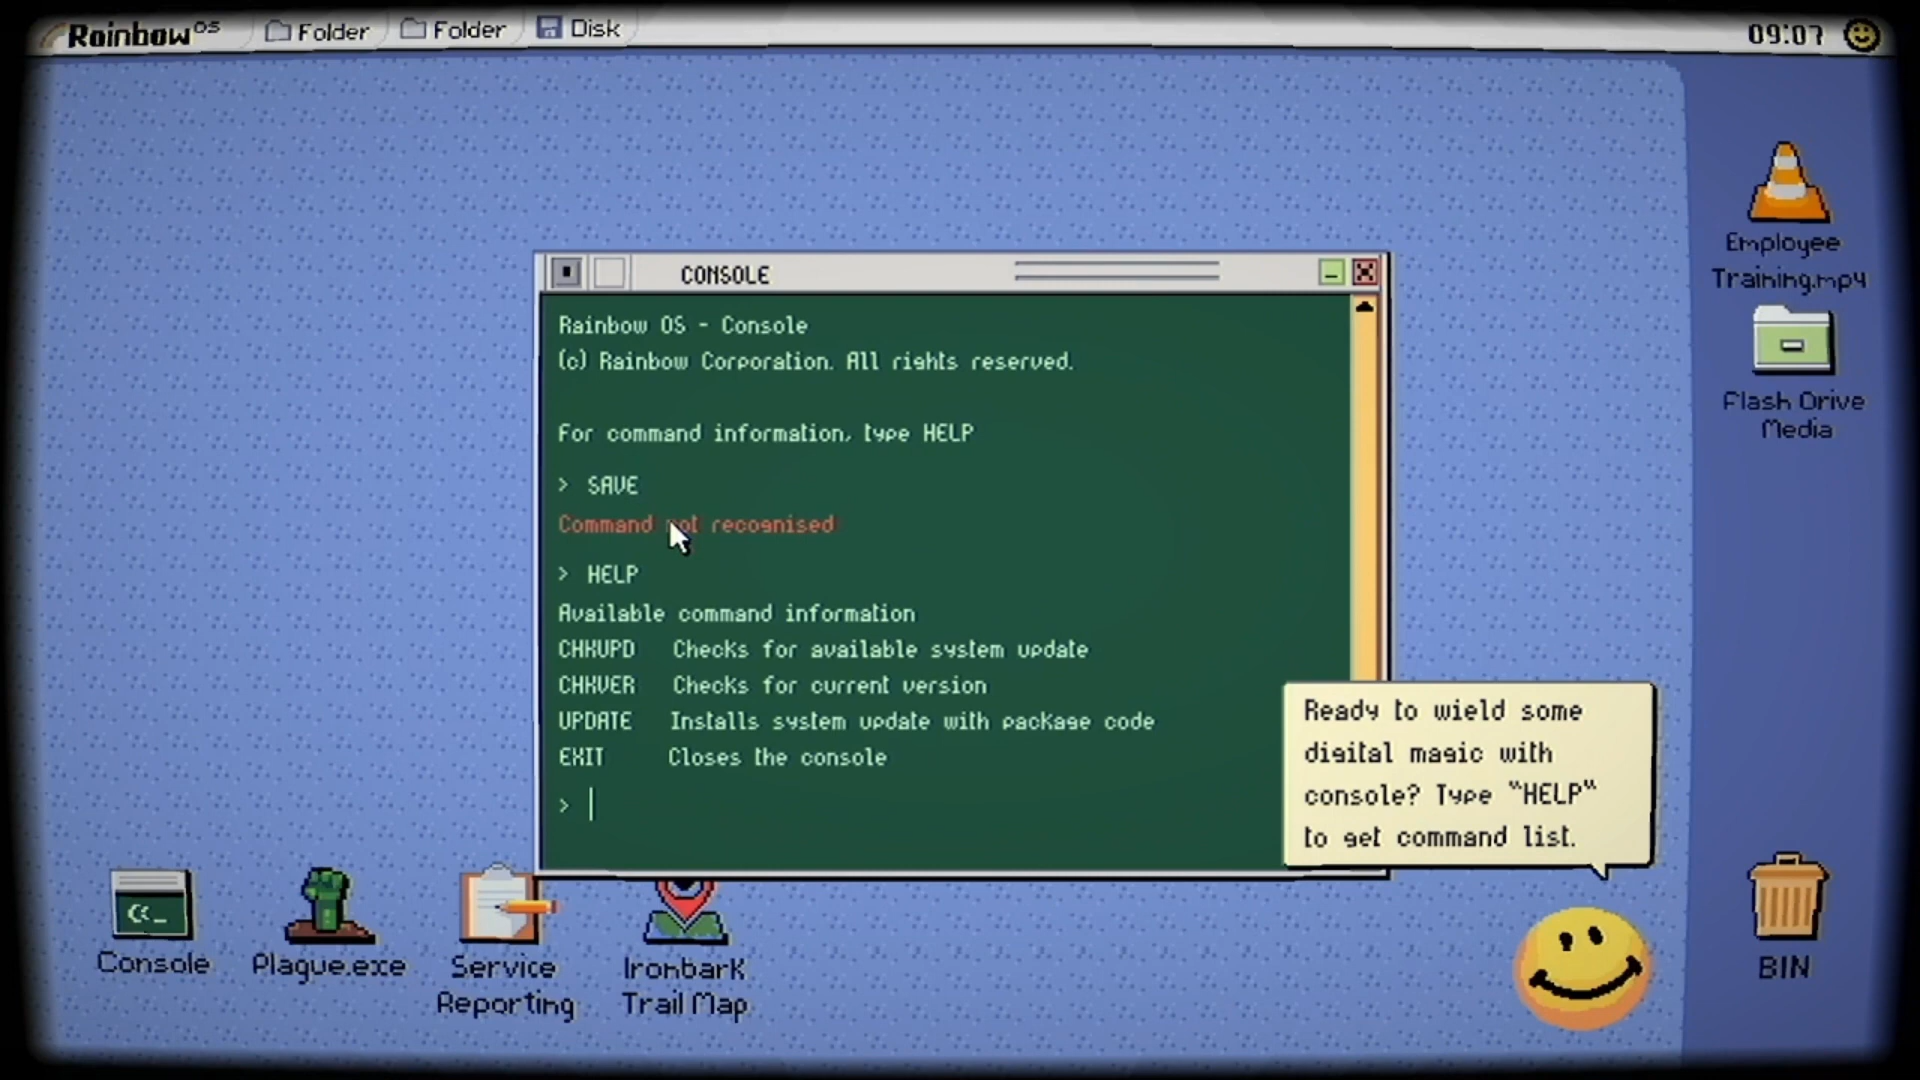 RainbowOS
Folder
Folder
Disk
09:07
Employee
Training.mp4
Flash Drive
Media
CONSOLE
Rainbow OS - Console
(c) Rainbow Corporation. All rights reserved.
For command information, type HELP
> SAVE
Command not recognised
> HELP
Available command information
CHKUPD Checks for available system update
CHKVER Checks for current version
UPDATE Installs system update with package code
EXIT Closes the console
>
Ready to wield some
digital magic with
console? Type "HELP"
to get command list.
Console
Plague.exe
Service
Reporting
Ironbark
Trail Map
BIN